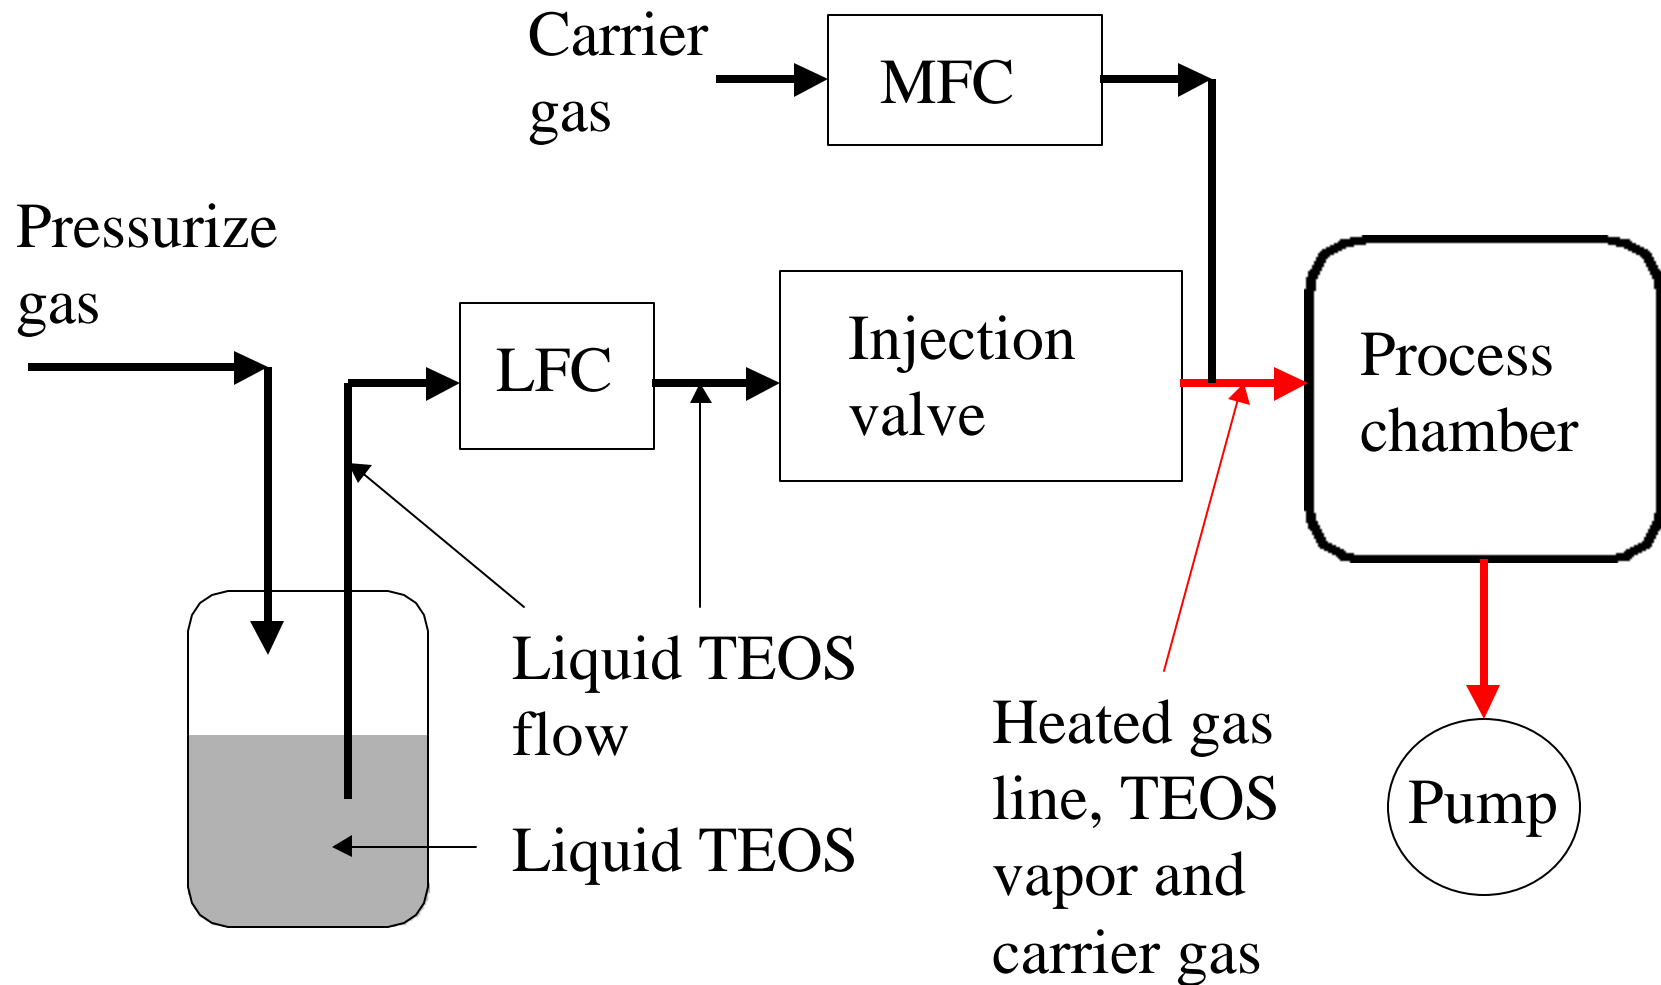 Carrier
gas
MFC
Pressurize
gas
LFC
Injection
valve
Process
chamber
Liquid TEOS
flow
Liquid TEOS
Heated gas
line, TEOS
vapor and
carrier gas
Pump